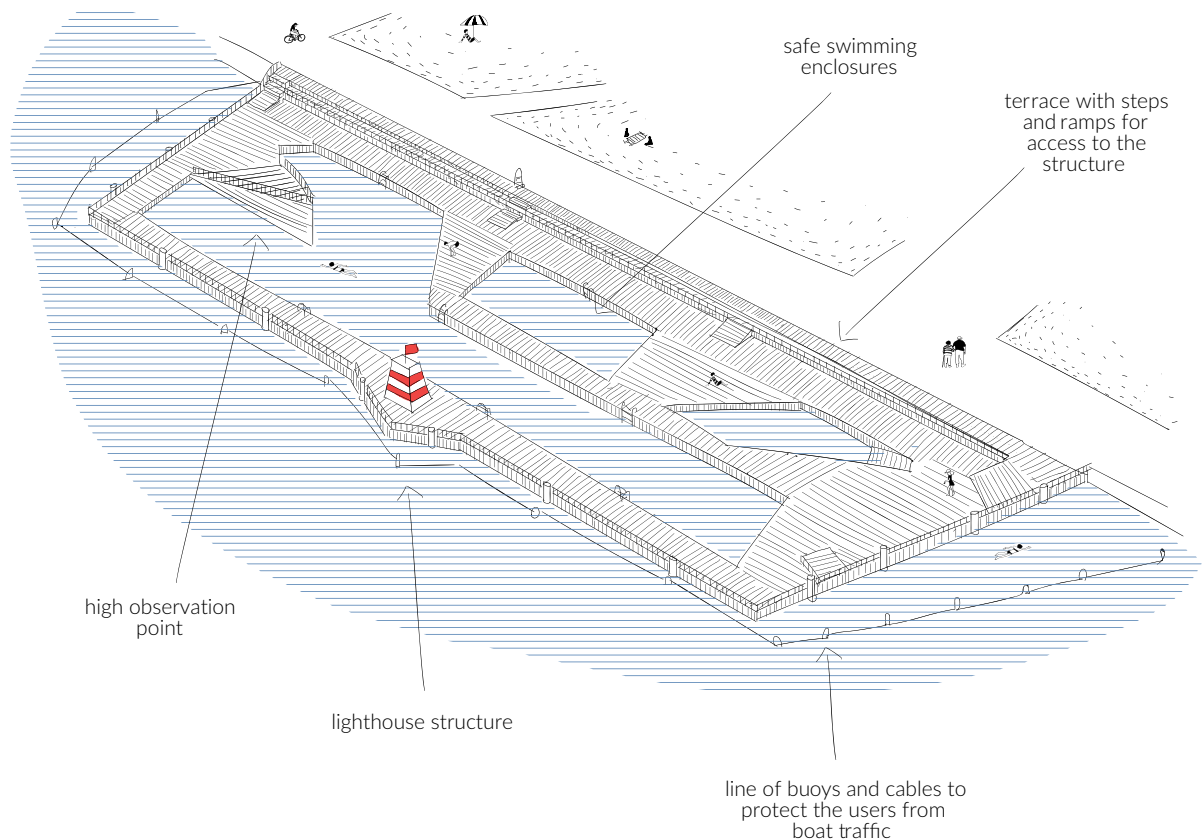 safe swimming
enclosures
terrace with steps
and ramps for
access to the
structure
high observation
point
lighthouse structure
line of buoys and cables to
protect the users from
boat traffic